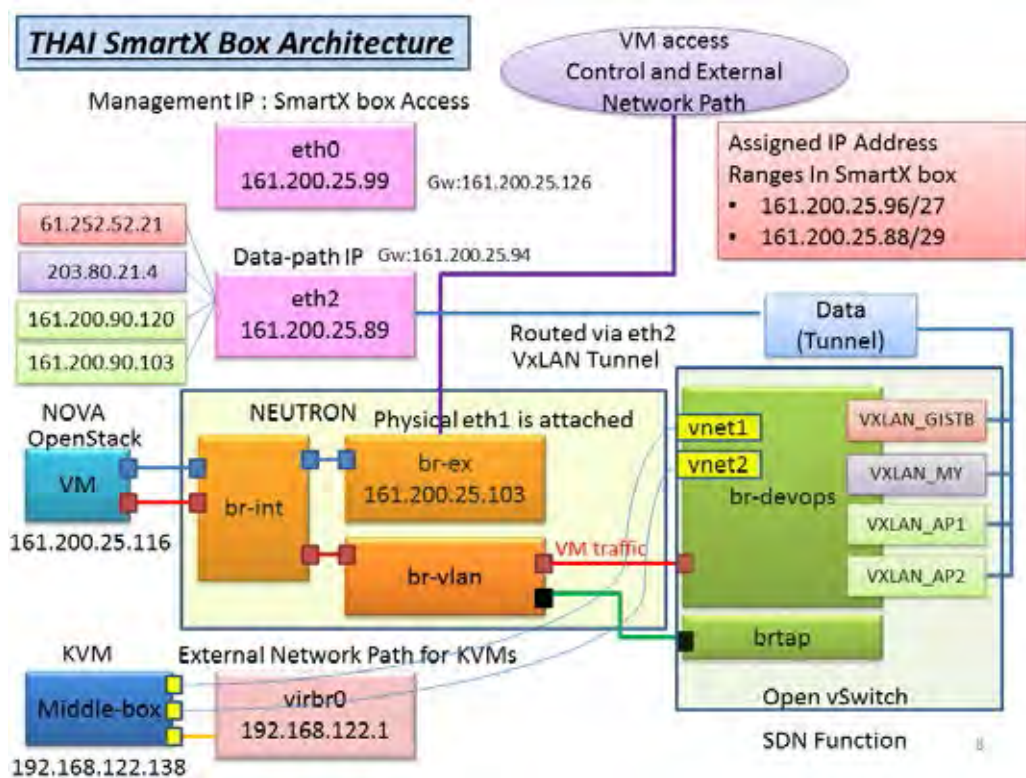 THAI SmartX Box Architecture
VM access
Control and External
Network Path
Management IP : SmartX box Access
eth0
161.200.25.99
Gw:161.200.25.126
Assigned IP Address
Ranges In SmartX box
• 161.200.25.96/27
• 161.200.25.88/29
61.252.52.21
203.80.21.4
161.200.90.120
161.200.90.103
Data-path IP
Gw:161.200.25.94
eth2
161.200.25.89
Routed via eth2
VxLAN Tunnel
Data
(Tunnel)
NOVA
OpenStack
VM
161.200.25.116
NEUTRON
Physical eth1 is attached
br-int
br-ex
161.200.25.103
br-vlan
VM traffic
vnet1
vnet2
br-devops
VXLAN_GISTB
VXLAN_MY
VXLAN_AP1
VXLAN_AP2
brtap
Open vSwitch
SDN Function
KVM
Middle-box
192.168.122.138
External Network Path for KVMs
virbr0
192.168.122.1
8